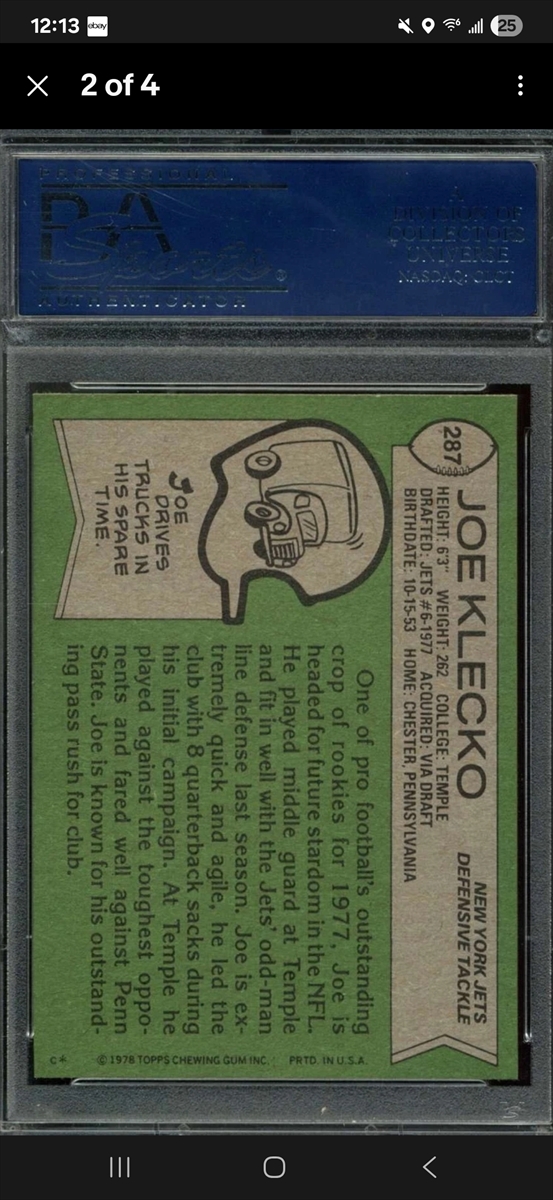 12:13 ebay 25
2 of 4
PROFESSIONAL
PSA
Sports
AUTHENTICATOR
A
DIVISION OF
COLLECTORS
UNIVERSE
NASDAQ: CLCT
287
JOE KLECKO
NEW YORK JETS
DEFENSIVE TACKLE
HEIGHT: 6'3" WEIGHT: 262 COLLEGE: TEMPLE
DRAFTED: JETS #6-1977 ACQUIRED: VIA DRAFT
BIRTHDATE: 10-15-53 HOME: CHESTER, PENNSYLVANIA
JOE
DRIVES
TRUCKS IN
HIS SPARE
TIME.
One of pro football's outstanding
crop of rookies for 1977, Joe is
headed for future stardom in the NFL.
He played middle guard at Temple
and fit in well with the Jets' odd-man
line defense last season. Joe is ex-
tremely quick and agile, he led the
club with 8 quarterback sacks during
his initial campaign. At Temple he
played against the toughest oppo-
nents and fared well against Penn
State. Joe is known for his outstand-
ing pass rush for club.
C* © 1978 TOPPS CHEWING GUM INC. PRTD. IN U.S.A.